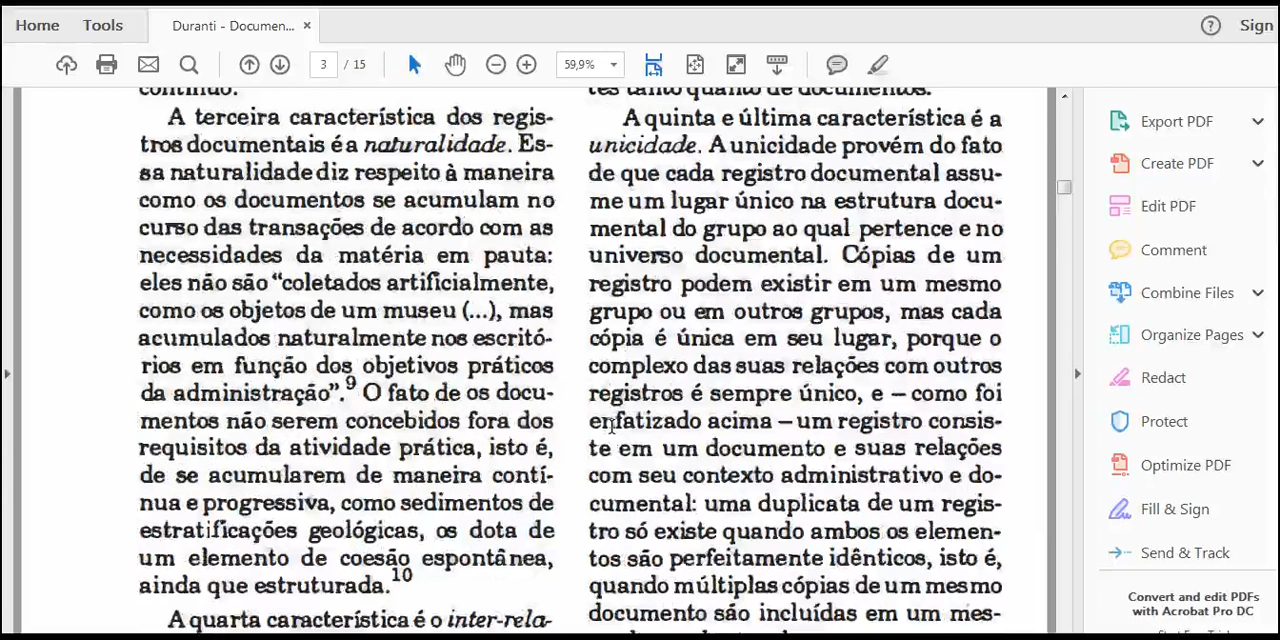 Home
Tools
Duranti - Documen...
×
?
Sign
3 / 15
59,9%
contínuo.
A terceira característica dos regis-
tros documentais é a naturalidade. Es-
sa naturalidade diz respeito à maneira
como os documentos se acumulam no
curso das transações de acordo com as
necessidades da matéria em pauta:
eles não são “coletados artificialmente,
como os objetos de um museu (...), mas
acumulados naturalmente nos escritó-
rios em função dos objetivos práticos
da administração”.9 O fato de os docu-
mentos não serem concebidos fora dos
requisitos da atividade prática, isto é,
de se acumularem de maneira contí-
nua e progressiva, como sedimentos de
estratificações geológicas, os dota de
um elemento de coesão espontânea,
ainda que estruturada.10
A quarta característica é o inter-rela-
tes tanto quanto de documentos.
A quinta e última característica é a
unicidade. A unicidade provém do fato
de que cada registro documental assu-
me um lugar único na estrutura docu-
mental do grupo ao qual pertence e no
universo documental. Cópias de um
registro podem existir em um mesmo
grupo ou em outros grupos, mas cada
cópia é única em seu lugar, porque o
complexo das suas relações com outros
registros é sempre único, e – como foi
enfatizado acima – um registro consis-
te em um documento e suas relações
com seu contexto administrativo e do-
cumental: uma duplicata de um regis-
tro só existe quando ambos os elemen-
tos são perfeitamente idênticos, isto é,
quando múltiplas cópias de um mesmo
documento são incluídas em um mes-
Export PDF
Create PDF
Edit PDF
Comment
Combine Files
Organize Pages
Redact
Protect
Optimize PDF
Fill & Sign
Send & Track
Convert and edit PDFs
with Acrobat Pro DC